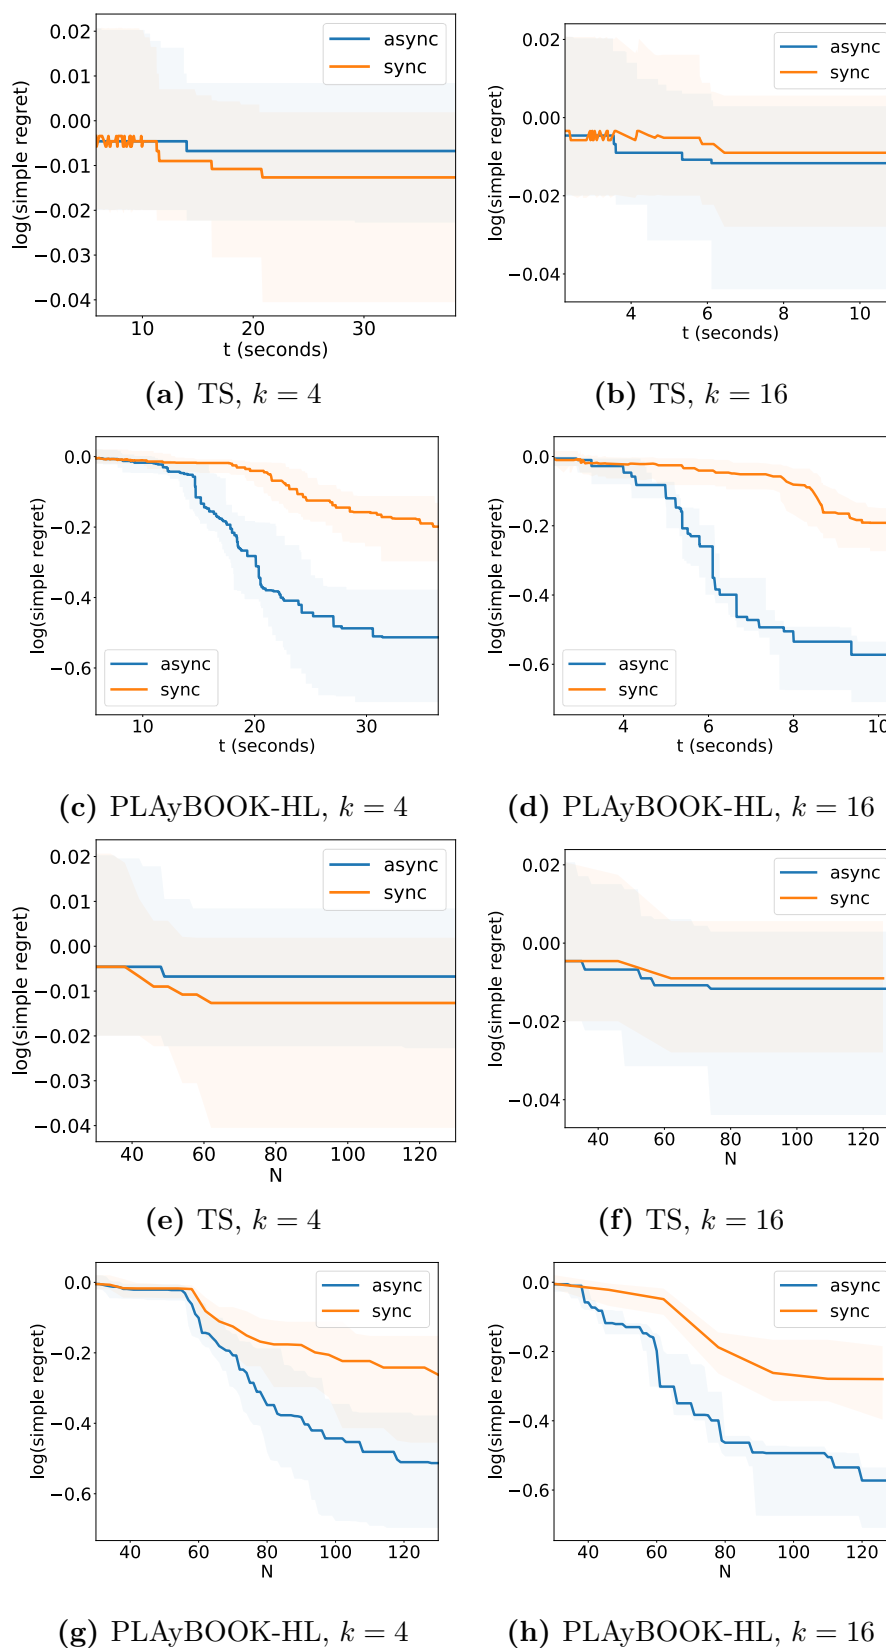 0.02
0.01
0.00
−0.01
−0.02
−0.03
−0.04
log(simple regret)
async
sync
10 20 30
t (seconds)
0.02
0.00
−0.02
−0.04
log(simple regret)
async
sync
4 6 8 10
t (seconds)
(a) TS, k = 4
(b) TS, k = 16
0.0
−0.2
−0.4
−0.6
log(simple regret)
async
sync
10 20 30
t (seconds)
0.0
−0.2
−0.4
−0.6
log(simple regret)
async
sync
4 6 8 10
t (seconds)
(c) PLAyBOOK-HL, k = 4
(d) PLAyBOOK-HL, k = 16
0.02
0.01
0.00
−0.01
−0.02
−0.03
−0.04
log(simple regret)
async
sync
40 60 80 100 120
N
0.02
0.00
−0.02
−0.04
log(simple regret)
async
sync
40 60 80 100 120
N
(e) TS, k = 4
(f) TS, k = 16
0.0
−0.2
−0.4
−0.6
log(simple regret)
async
sync
40 60 80 100 120
N
0.0
−0.2
−0.4
−0.6
log(simple regret)
async
sync
40 60 80 100 120
N
(g) PLAyBOOK-HL, k = 4
(h) PLAyBOOK-HL, k = 16